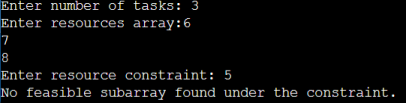 Enter number of tasks: 3
Enter resources array:6
7
8
Enter resource constraint: 5
No feasible subarray found under the constraint.